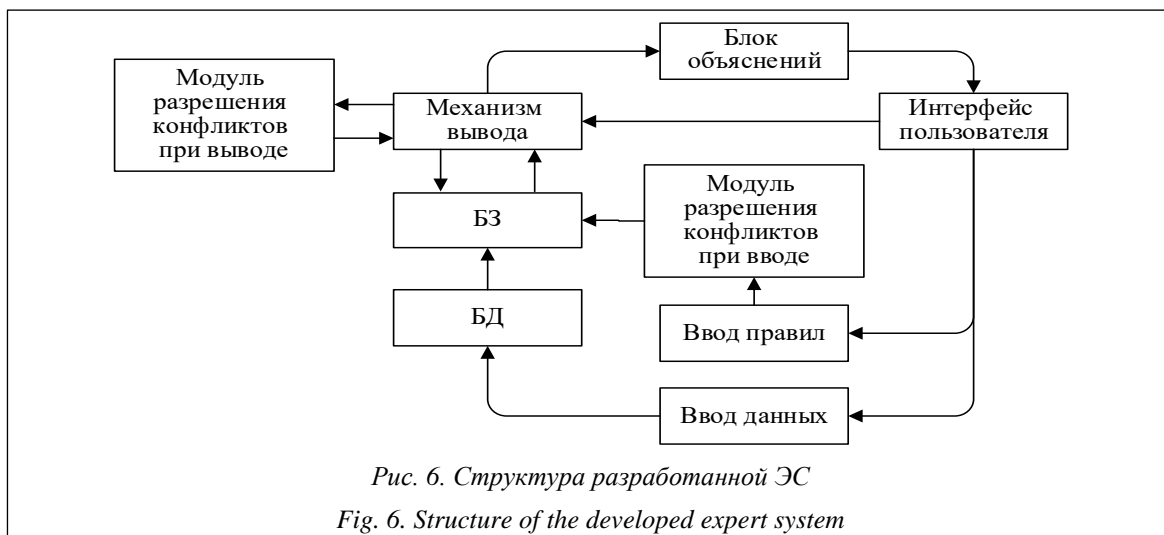 Блок
объяснений
Модуль
разрешения
конфликтов
при выводе
Механизм
вывода
Интерфейс
пользователя
Модуль
разрешения
конфликтов
при вводе
БЗ
БД
Ввод правил
Ввод данных
Рис. 6. Структура разработанной ЭС
Fig. 6. Structure of the developed expert system